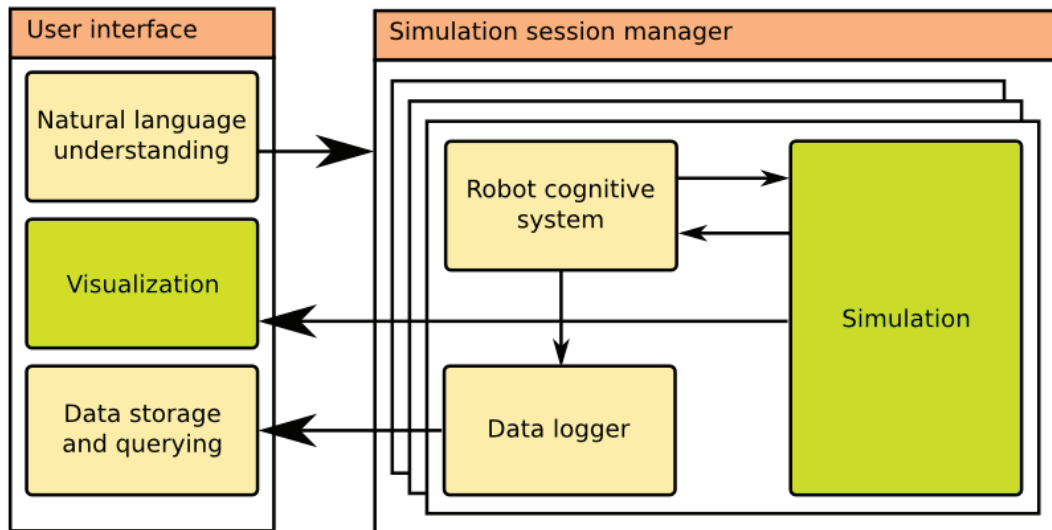 User interface
Natural language
understanding
Visualization
Data storage
and querying
Simulation session manager
Robot cognitive
system
Data logger
Simulation